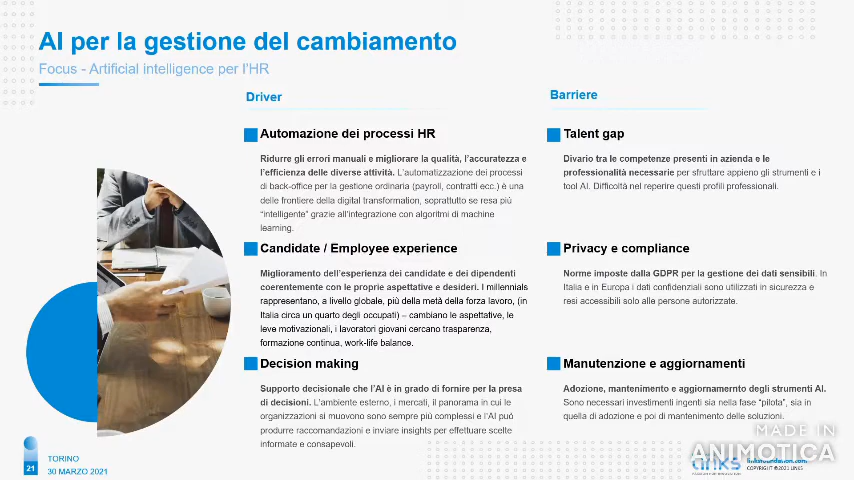 AI per la gestione del cambiamento
Focus - Artificial intelligence per l'HR
Driver
Automazione dei processi HR
Ridurre gli errori manuali e migliorare la qualità, l'accuratezza e
l'efficienza delle diverse attività. L'automatizzazione dei processi
di back-office per la gestione ordinaria (payroll, contratti ecc.) è una
delle frontiere della digital transformation, soprattutto se resa più
“intelligente” grazie all'integrazione con algoritmi di machine
learning.
Candidate / Employee experience
Miglioramento dell'esperienza dei candidate e dei dipendenti
coerentemente con le proprie aspettative e desideri. I millennials
rappresentano, a livello globale, più della metà della forza lavoro, (in
Italia circa un quarto degli occupati) – cambiano le aspettative, le
leve motivazionali, i lavoratori giovani cercano trasparenza,
formazione continua, work-life balance.
Decision making
Supporto decisionale che l'AI è in grado di fornire per la presa
di decisioni. L'ambiente esterno, i mercati, il panorama in cui le
organizzazioni si muovono sono sempre più complessi e l'AI può
produrre raccomandazioni e inviare insights per effettuare scelte
informate e consapevoli.
Barriere
Talent gap
Divario tra le competenze presenti in azienda e le
professionalità necessarie per sfruttare appieno gli strumenti e i
tool AI. Difficoltà nel reperire questi profili professionali.
Privacy e compliance
Norme imposte dalla GDPR per la gestione dei dati sensibili. In
Italia e in Europa i dati confidenziali sono utilizzati in sicurezza e
resi accessibili solo alle persone autorizzate.
Manutenzione e aggiornamenti
Adozione, mantenimento e aggiornamernto degli strumenti AI.
Sono necessari investimenti ingenti sia nella fase “pilota”, sia in
quella di adozione e poi di mantenimento delle soluzioni.
21
TORINO
30 MARZO 2021
MADE IN
ANIMOTICA
LINKS
COPYRIGHT ©2021 LINKS